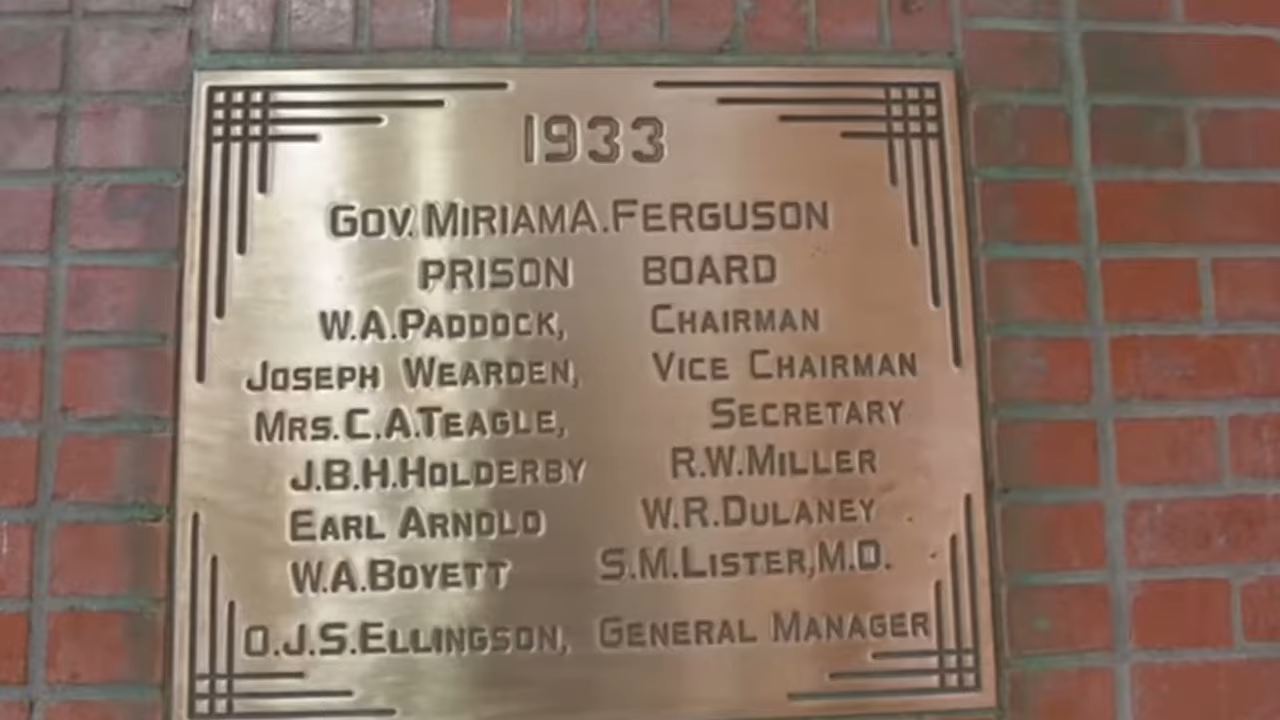 1933
GOV. MIRIAM A. FERGUSON
PRISON BOARD
W.A. PADDOCK, CHAIRMAN
JOSEPH WEARDEN, VICE CHAIRMAN
MRS. C.A. TEAGLE, SECRETARY
J.B.H. HOLDERBY R.W. MILLER
EARL ARNOLD W.R. DULANEY
W.A. BOYETT S.M. LISTER, M.D.
O.J.S. ELLINGSON, GENERAL MANAGER